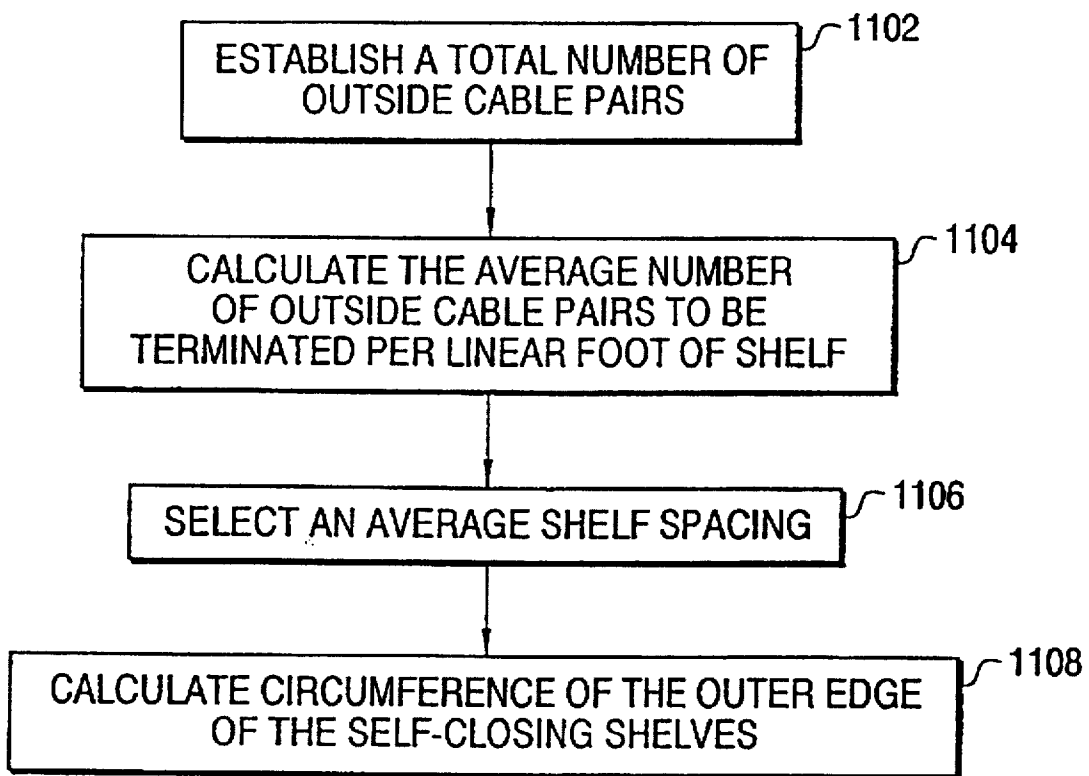 1102
ESTABLISH A TOTAL NUMBER OF
OUTSIDE CABLE PAIRS
1104
CALCULATE THE AVERAGE NUMBER
OF OUTSIDE CABLE PAIRS TO BE
TERMINATED PER LINEAR FOOT OF SHELF
1106
SELECT AN AVERAGE SHELF SPACING
1108
CALCULATE CIRCUMFERENCE OF THE OUTER EDGE
OF THE SELF-CLOSING SHELVES